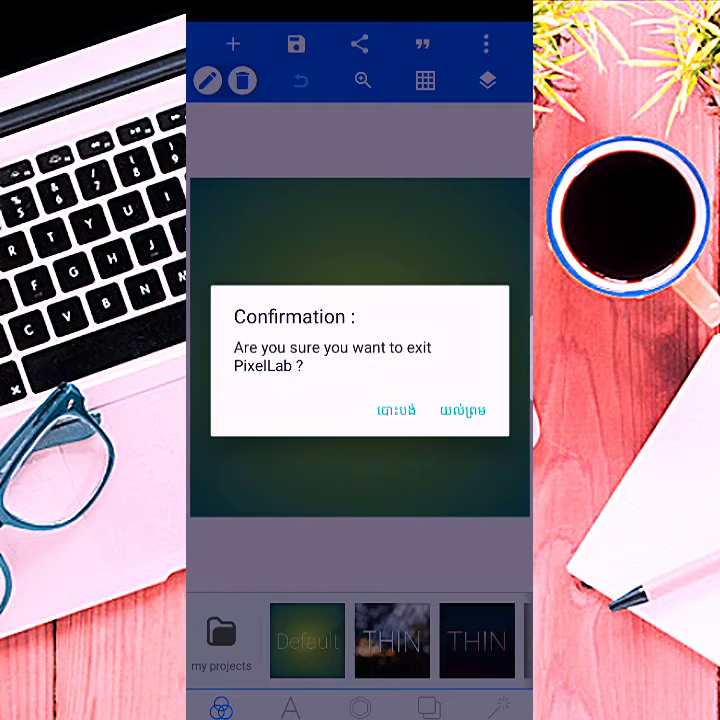 Confirmation :
Are you sure you want to exit
PixelLab ?
បោះបង់ យល់ព្រម
my projects
Default
THIN
THIN
A
R T Y U
F G H J
C V B N